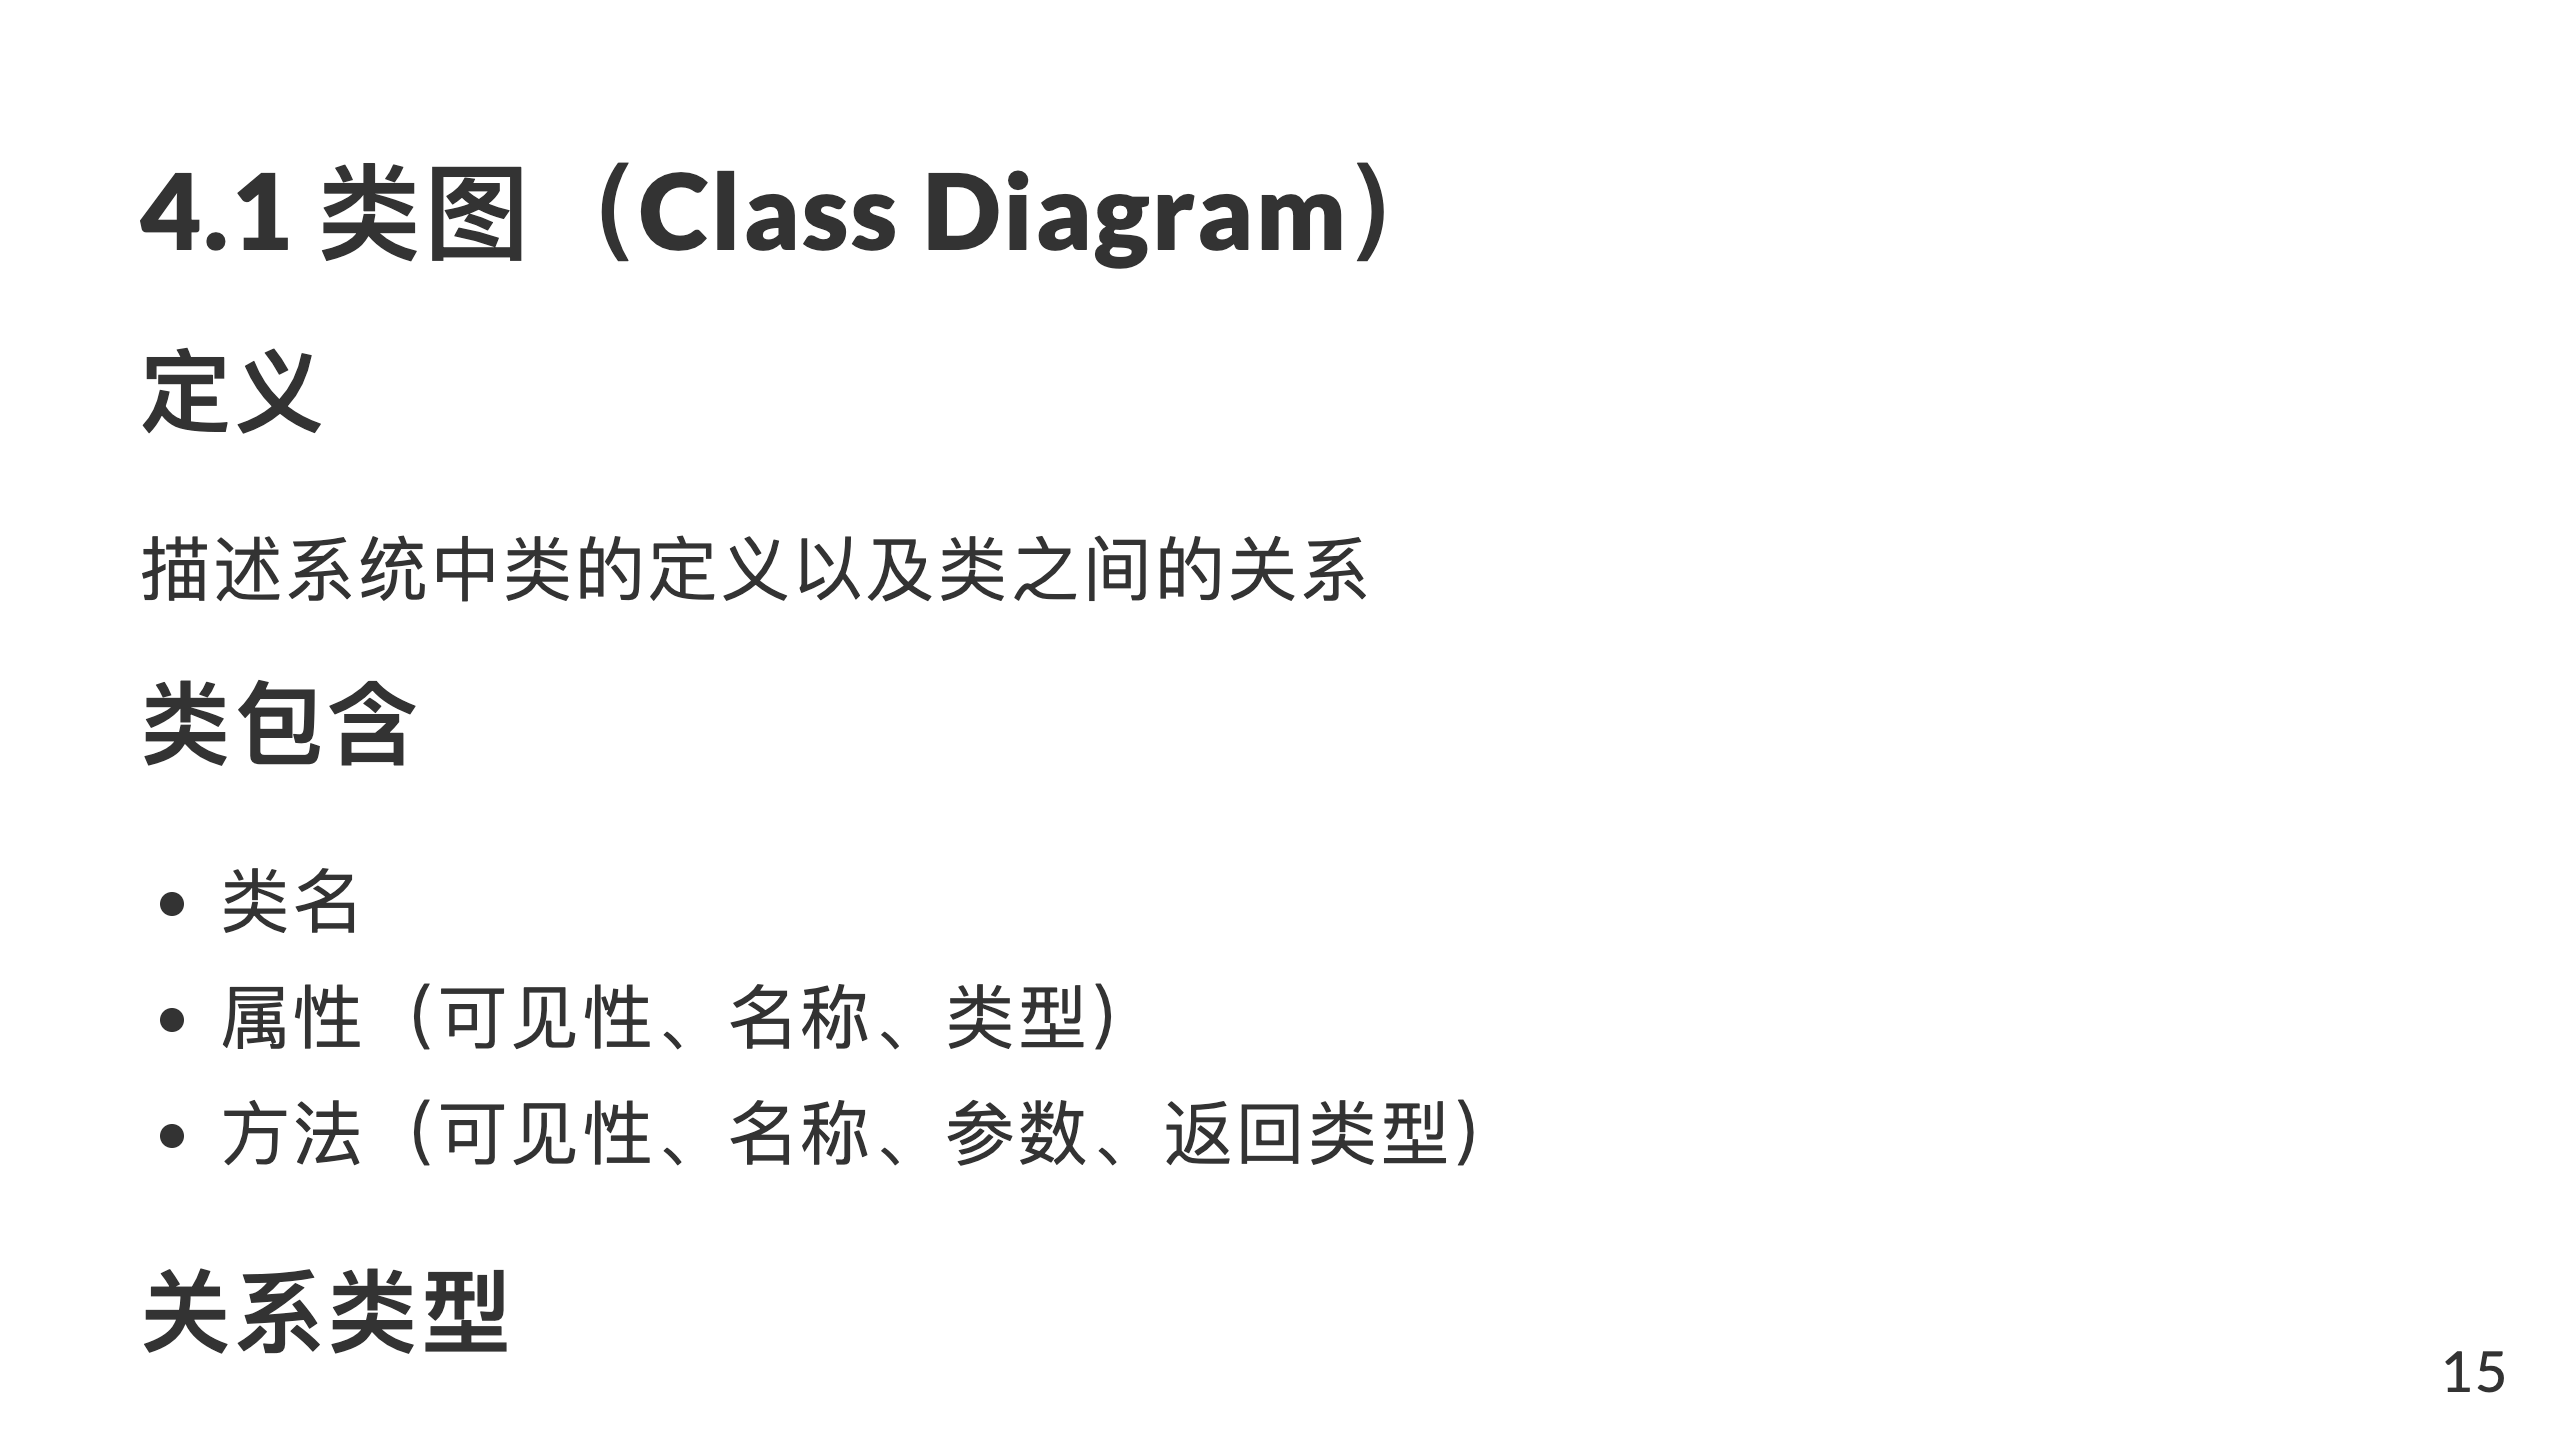 4.1 类图（Class Diagram）
定义
描述系统中类的定义以及类之间的关系
类包含
• 类名
• 属性（可见性、名称、类型）
• 方法（可见性、名称、参数、返回类型）
关系类型
15